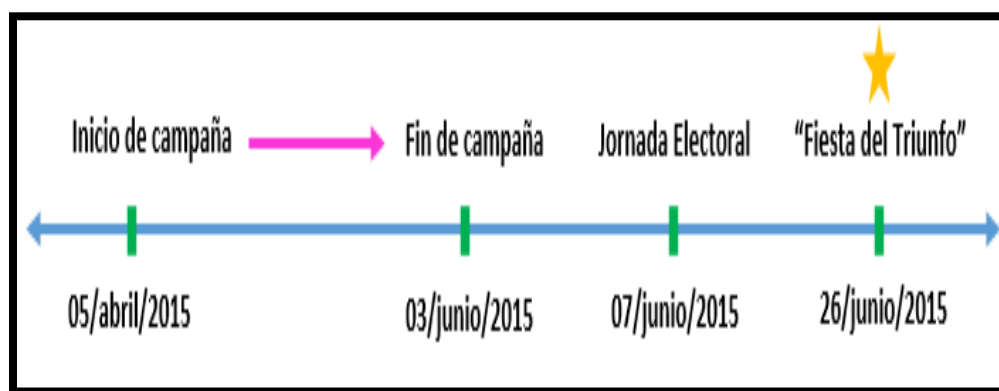 Inicio de campaña
Fin de campaña
Jornada Electoral
“Fiesta del Triunfo”
05/abril/2015
03/junio/2015
07/junio/2015
26/junio/2015